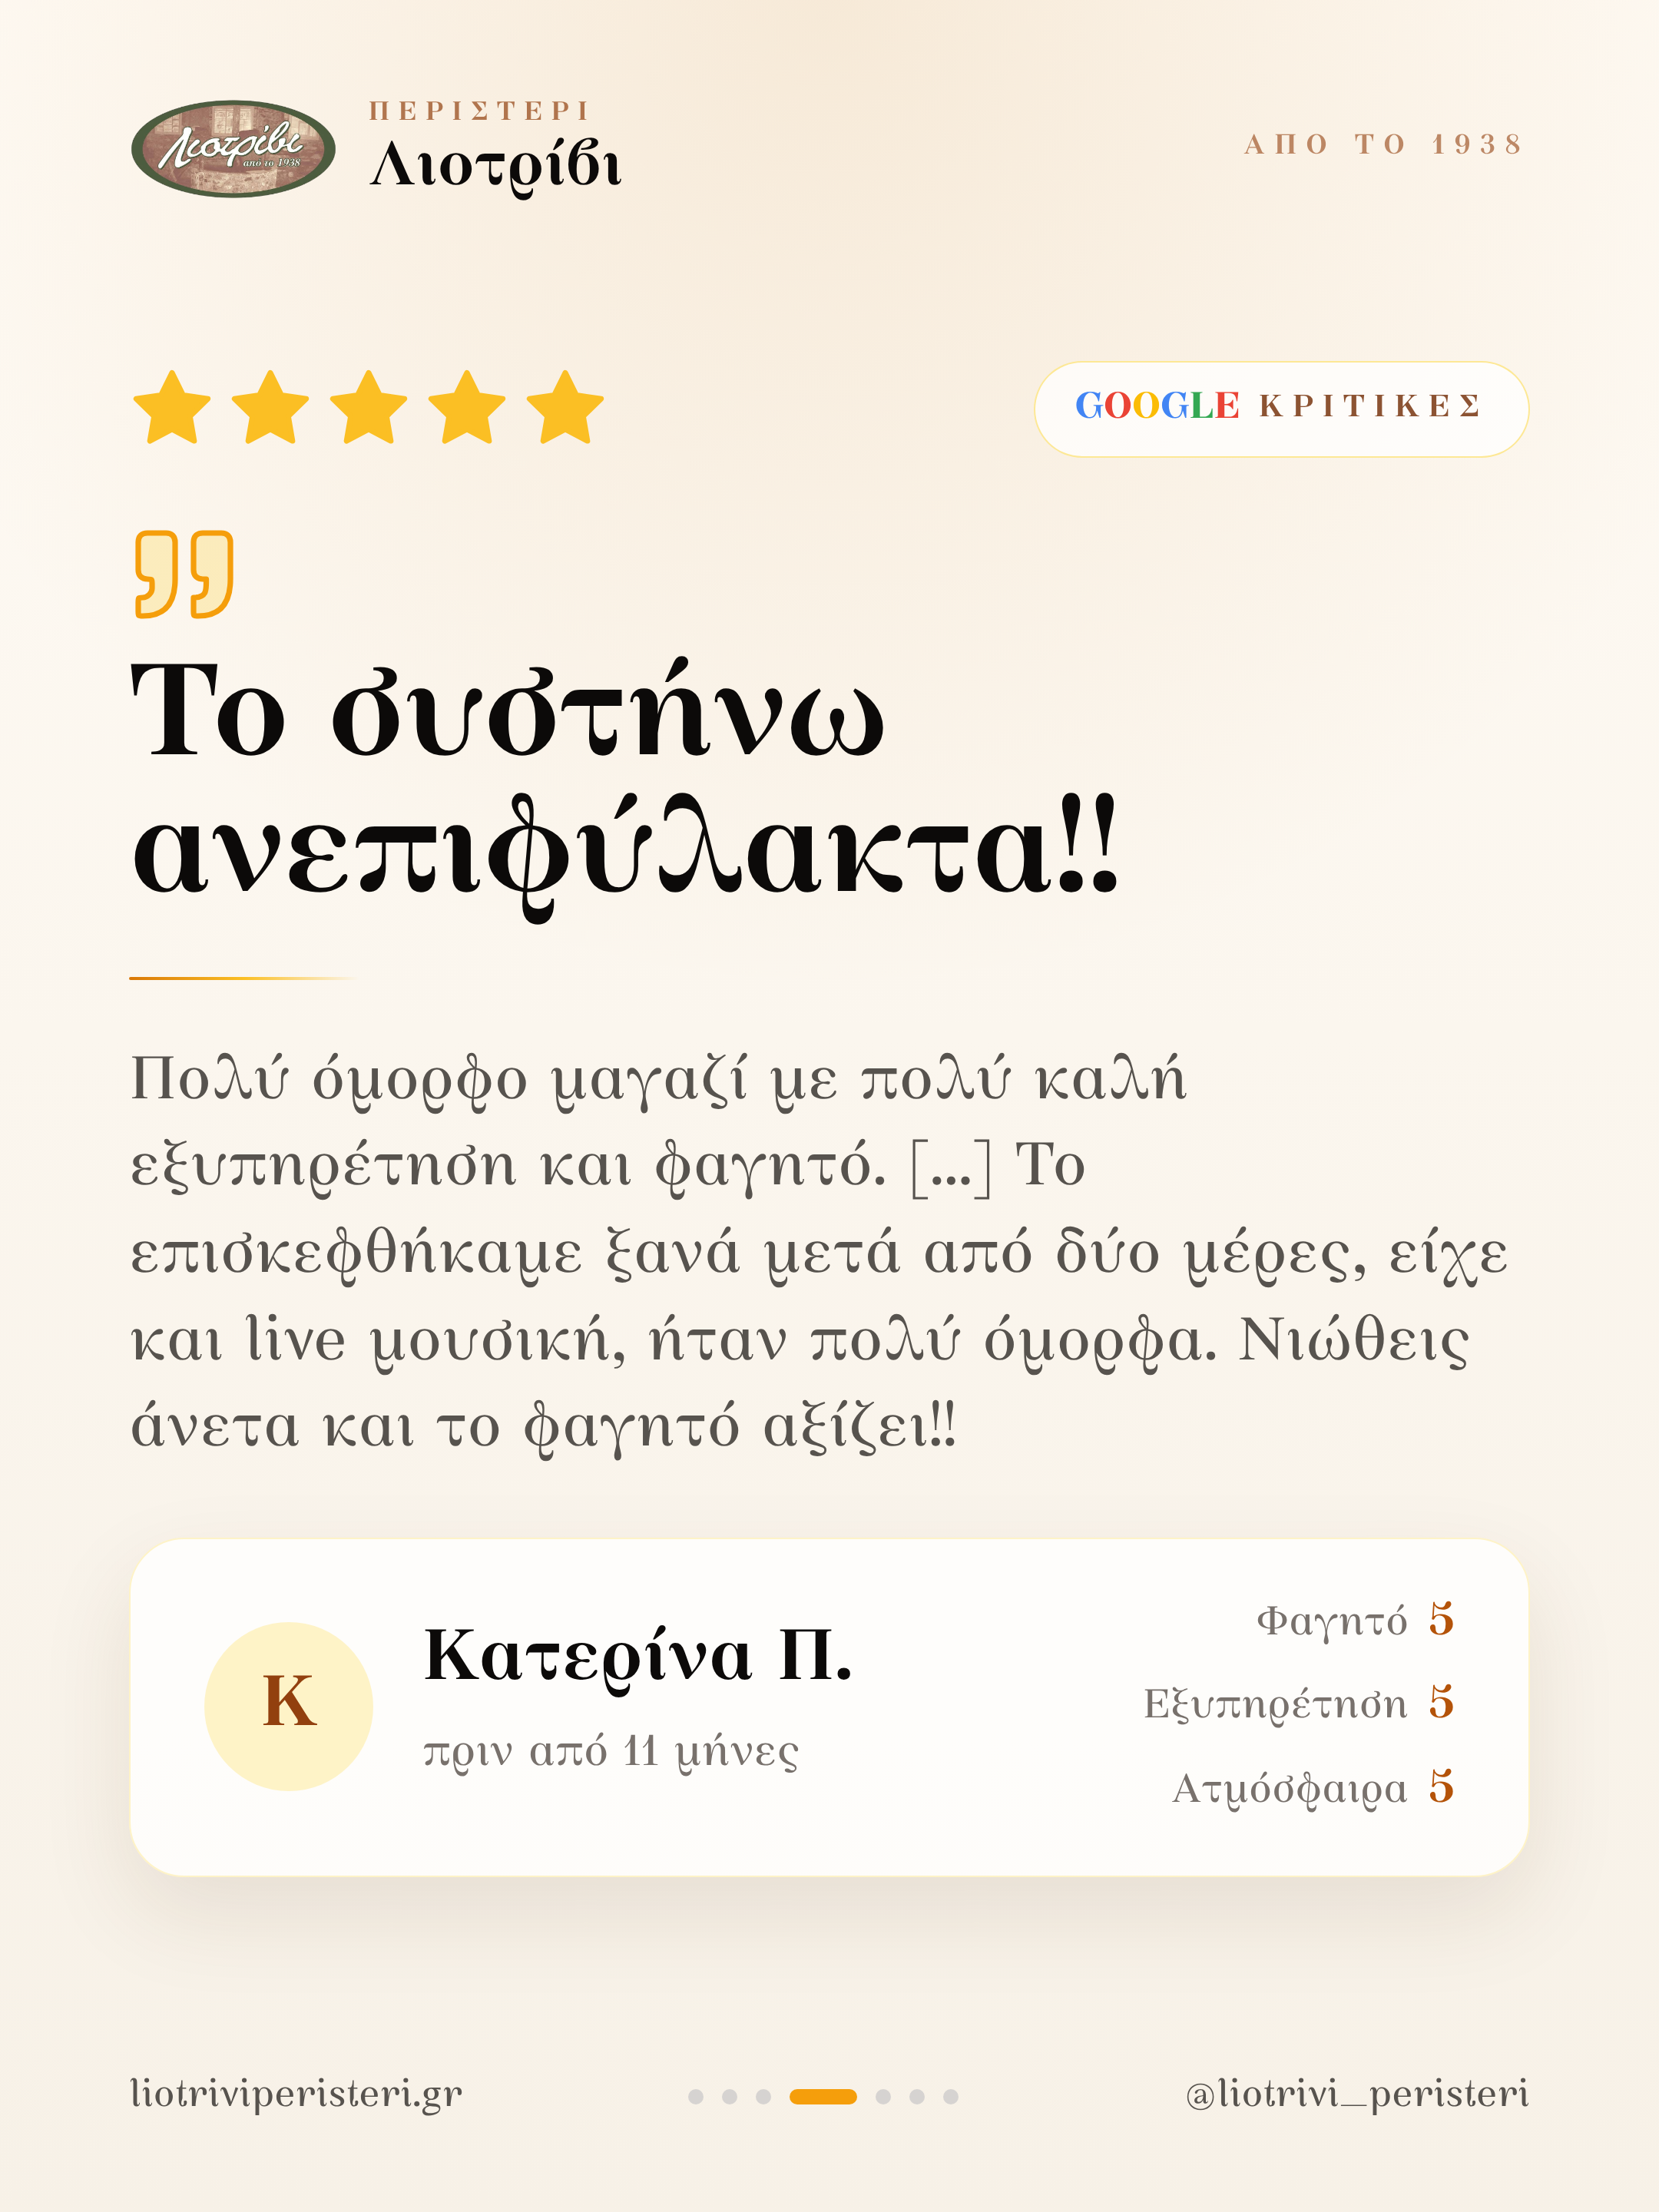 Λιοτρίβι
από το 1938
ΠΕΡΙΣΤΕΡΙ
Λιοτρίβι
ΑΠΟ ΤΟ 1938
GOOGLE ΚΡΙΤΙΚΕΣ
Το συστήνω
ανεπιφύλακτα!!
Πολύ όμορφο μαγαζί με πολύ καλή
εξυπηρέτηση και φαγητό. [...] Το
επισκεφθήκαμε ξανά μετά από δύο μέρες, είχε
και live μουσική, ήταν πολύ όμορφα. Νιώθεις
άνετα και το φαγητό αξίζει!!
Κ
Κατερίνα Π.
πριν από 11 μήνες
Φαγητό 5
Εξυπηρέτηση 5
Ατμόσφαιρα 5
liotriviperisteri.gr
@liotrivi_peristeri